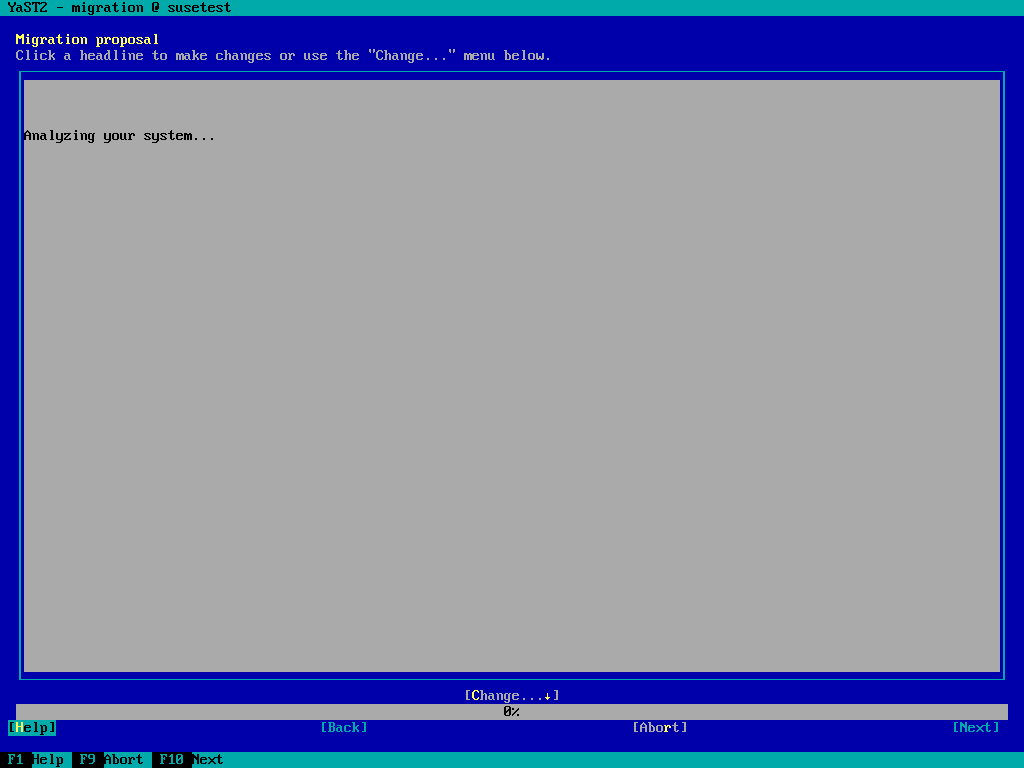 YaST2 - migration @ susetest
Migration proposal
Click a headline to make changes or use the "Change..." menu below.
Analyzing your system...
[Change...↓]
0%
[Help] [Back] [Abort] [Next]
F1 Help F9 Abort F10 Next